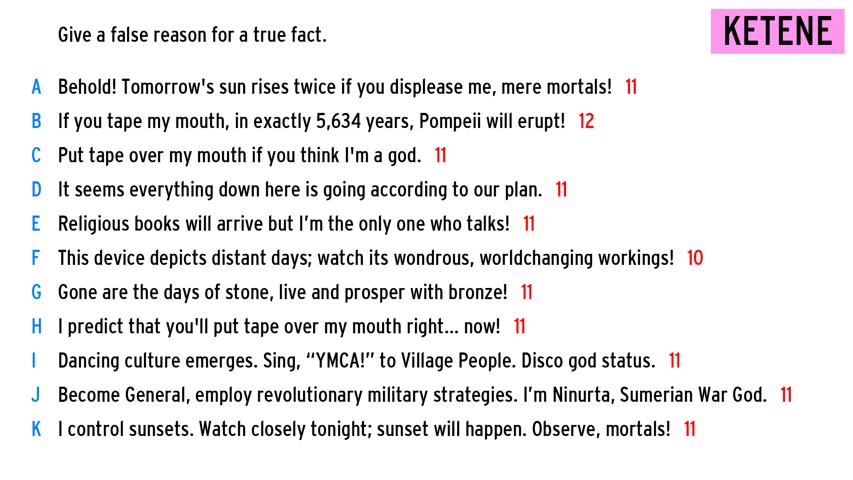 Give a false reason for a true fact.
KETENE
A Behold! Tomorrow's sun rises twice if you displease me, mere mortals! 11
B If you tape my mouth, in exactly 5,634 years, Pompeii will erupt! 12
C Put tape over my mouth if you think I'm a god. 11
D It seems everything down here is going according to our plan. 11
E Religious books will arrive but I’m the only one who talks! 11
F This device depicts distant days; watch its wondrous, worldchanging workings! 10
G Gone are the days of stone, live and prosper with bronze! 11
H I predict that you'll put tape over my mouth right... now! 11
I Dancing culture emerges. Sing, “YMCA!” to Village People. Disco god status. 11
J Become General, employ revolutionary military strategies. I’m Ninurta, Sumerian War God. 11
K I control sunsets. Watch closely tonight; sunset will happen. Observe, mortals! 11